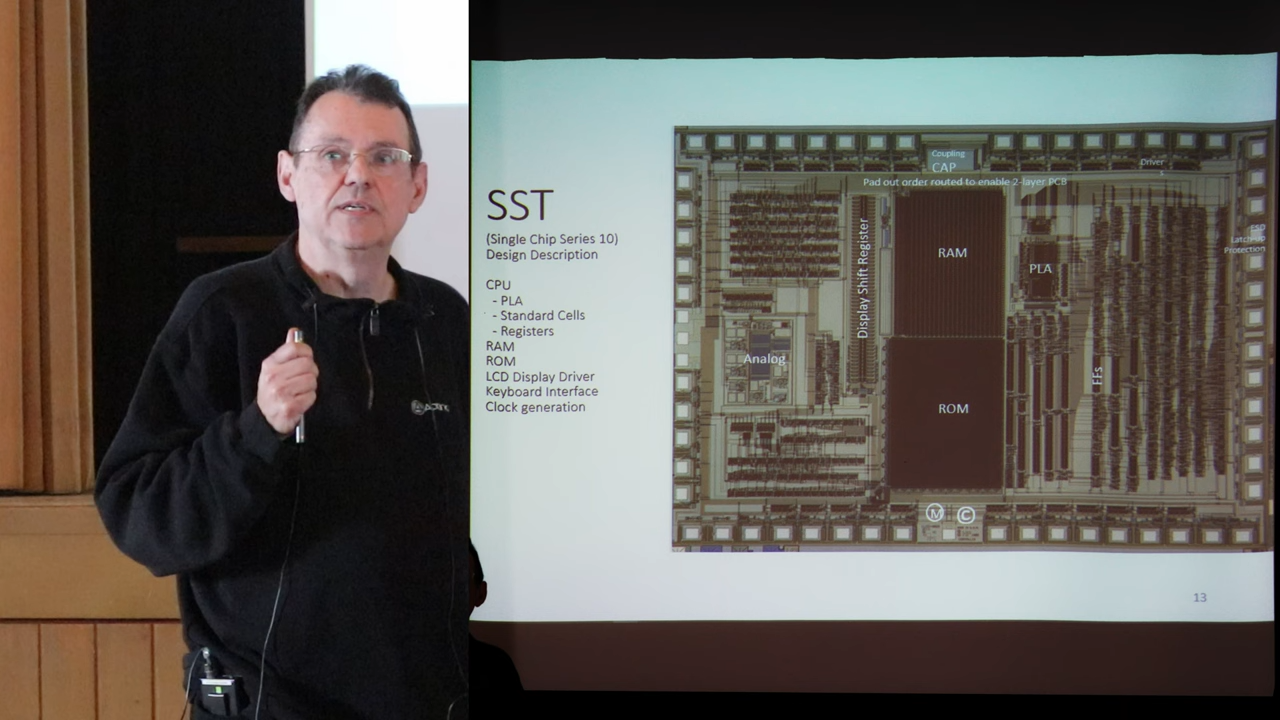 SST
(Single Chip Series 10)
Design Description
CPU
- PLA
- Standard Cells
- Registers
RAM
ROM
LCD Display Driver
Keyboard Interface
Clock generation
Coupling
CAP
Driver
s
Pad out order routed to enable 2-layer PCB
Display Shift Register
RAM
PLA
ESD
Latch-up
Protection
Analog
FFs
ROM
M
©
13